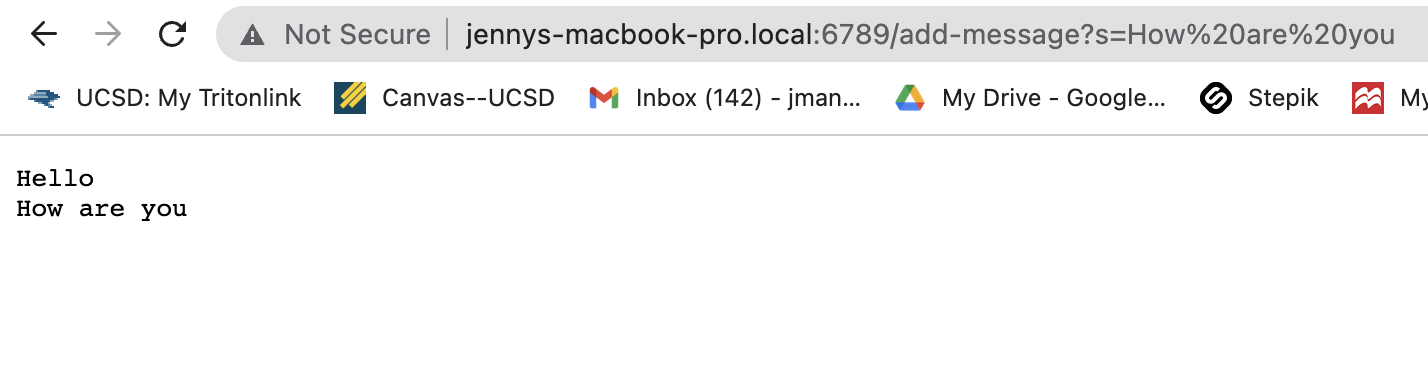 Not Secure | jennys-macbook-pro.local:6789/add-message?s=How%20are%20you
UCSD: My Tritonlink Canvas--UCSD Inbox (142) - jman... My Drive - Google... Stepik My
Hello
How are you